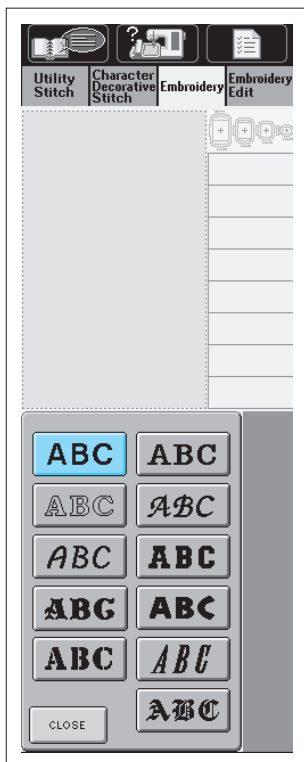 Utility Stitch
Character Decorative Stitch
Embroidery
Embroidery Edit
ABC ABC
ABC ABC
ABC ABC
ABG ABC
ABC ABC
ABC
CLOSE